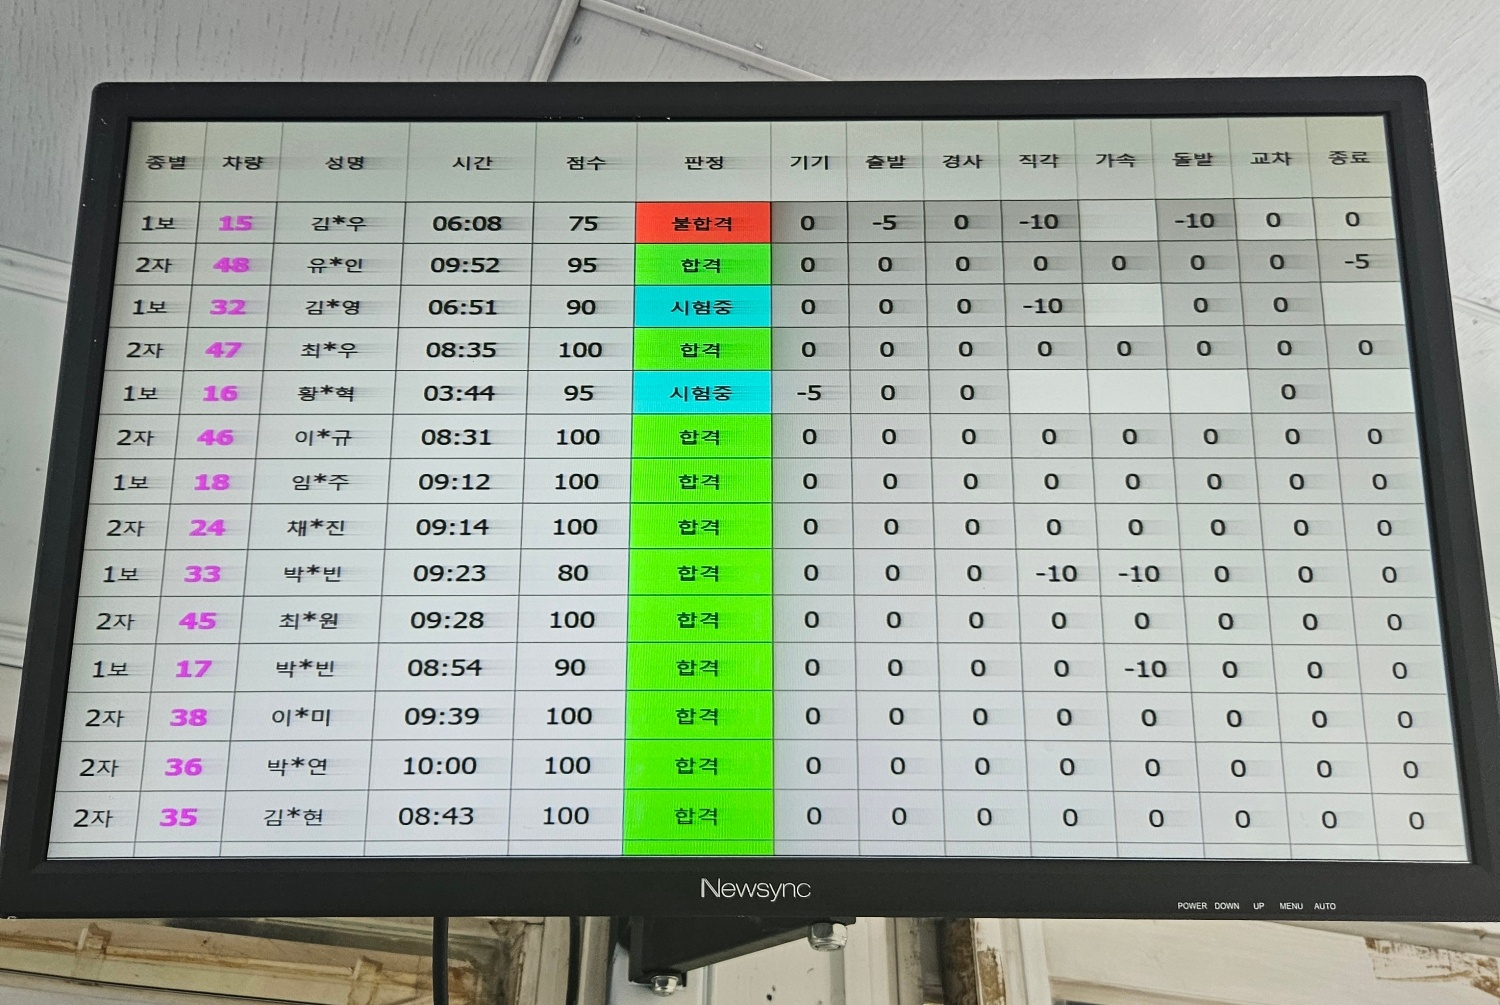 종별 차량 성명 시간 점수 판정 기기 출발 경사 직각 가속 돌발 교차 종료
1보 15 김*우 06:08 75 불합격 0 -5 0 -10 -10 0 0
2자 48 유*인 09:52 95 합격 0 0 0 0 0 0 0 -5
1보 32 김*영 06:51 90 시험중 0 0 0 -10 0 0
2자 47 최*우 08:35 100 합격 0 0 0 0 0 0 0 0
1보 16 황*혁 03:44 95 시험중 -5 0 0 0
2자 46 이*규 08:31 100 합격 0 0 0 0 0 0 0 0
1보 18 임*주 09:12 100 합격 0 0 0 0 0 0 0 0
2자 24 채*진 09:14 100 합격 0 0 0 0 0 0 0 0
1보 33 박*빈 09:23 80 합격 0 0 0 -10 -10 0 0 0
2자 45 최*원 09:28 100 합격 0 0 0 0 0 0 0 0
1보 17 박*빈 08:54 90 합격 0 0 0 0 -10 0 0 0
2자 38 이*미 09:39 100 합격 0 0 0 0 0 0 0 0
2자 36 박*연 10:00 100 합격 0 0 0 0 0 0 0 0
2자 35 김*현 08:43 100 합격 0 0 0 0 0 0 0 0
Newsync
POWER DOWN UP MENU AUTO